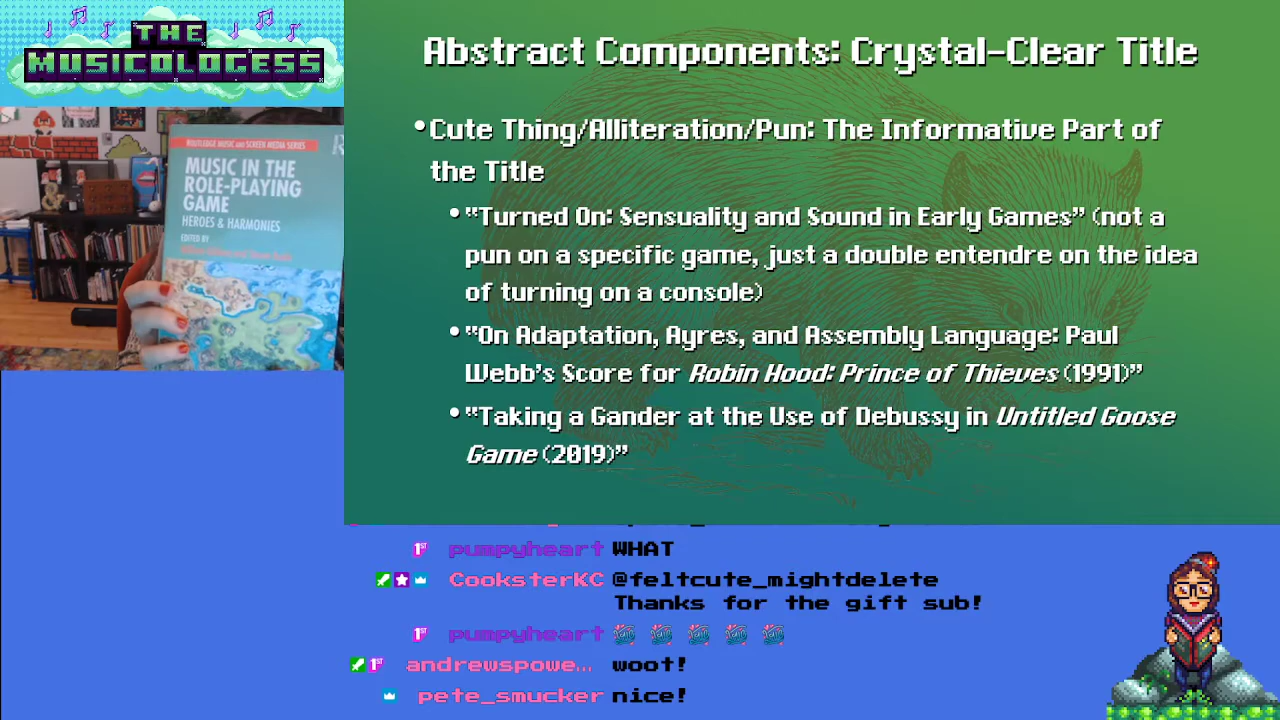 THE
MUSICOLOGESS
ROUTLEDGE MUSIC AND SCREEN MEDIA SERIES
MUSIC IN THE
ROLE-PLAYING
GAME
HEROES & HARMONIES
EDITED BY
Abstract Components: Crystal-Clear Title
•Cute Thing/Alliteration/Pun: The Informative Part of
the Title
•"Turned On: Sensuality and Sound in Early Games" (not a
pun on a specific game, just a double entendre on the idea
of turning on a console)
•"On Adaptation, Ayres, and Assembly Language: Paul
Webb's Score for Robin Hood: Prince of Thieves (1991)"
•"Taking a Gander at the Use of Debussy in Untitled Goose
Game (2019)"
pumpyheart WHAT
CooksterKC @feltcute_mightdelete
Thanks for the gift sub!
pumpyheart
andrewspowe... woot!
pete_smucker nice!